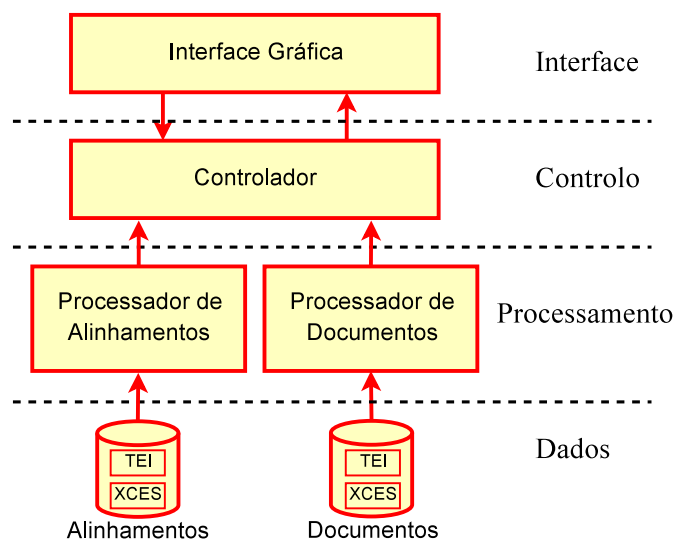 Interface Gráfica
Interface
Controlador
Controlo
Processador de
Alinhamentos
Processador de
Documentos
Processamento
TEI
XCES
Alinhamentos
TEI
XCES
Documentos
Dados